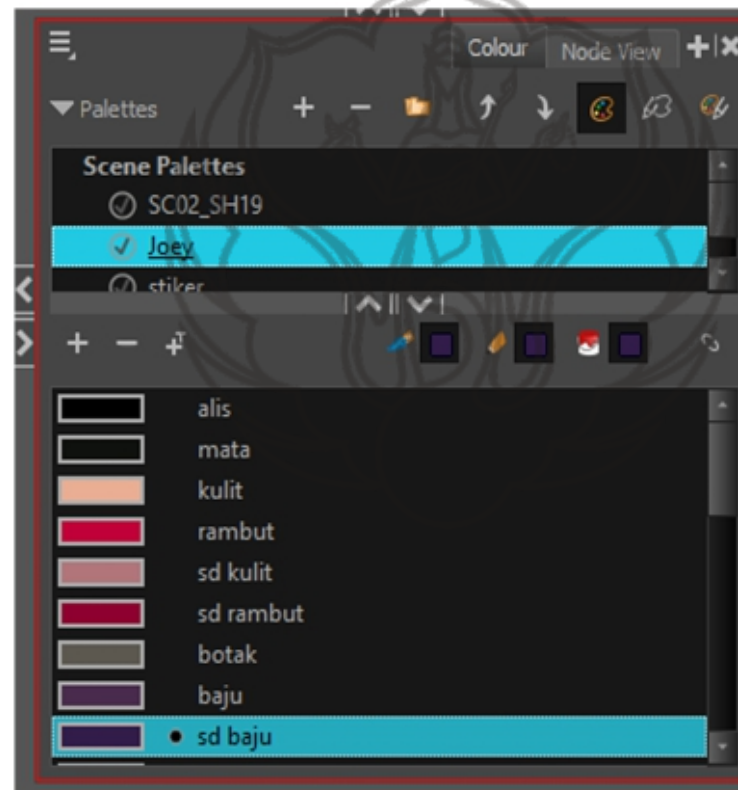 Colour Node View
Palettes
Scene Palettes
SC02_SH19
Joey
stiker
alis
mata
kulit
rambut
sd kulit
sd rambut
botak
baju
sd baju